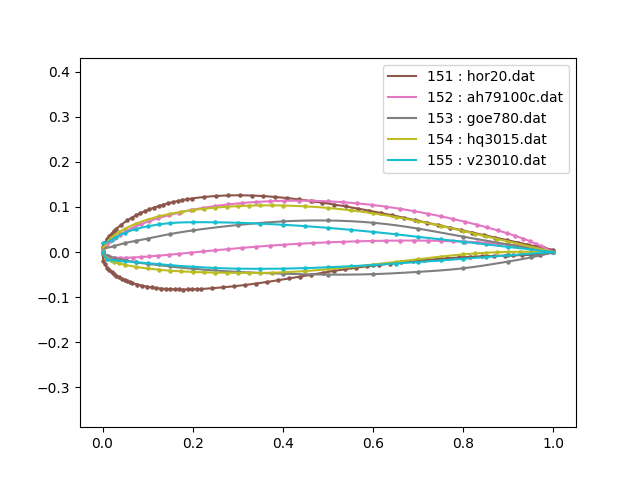 151 : hor20.dat
152 : ah79100c.dat
153 : goe780.dat
154 : hq3015.dat
155 : v23010.dat
0.4
0.3
0.2
0.1
0.0
−0.1
−0.2
−0.3
0.0 0.2 0.4 0.6 0.8 1.0